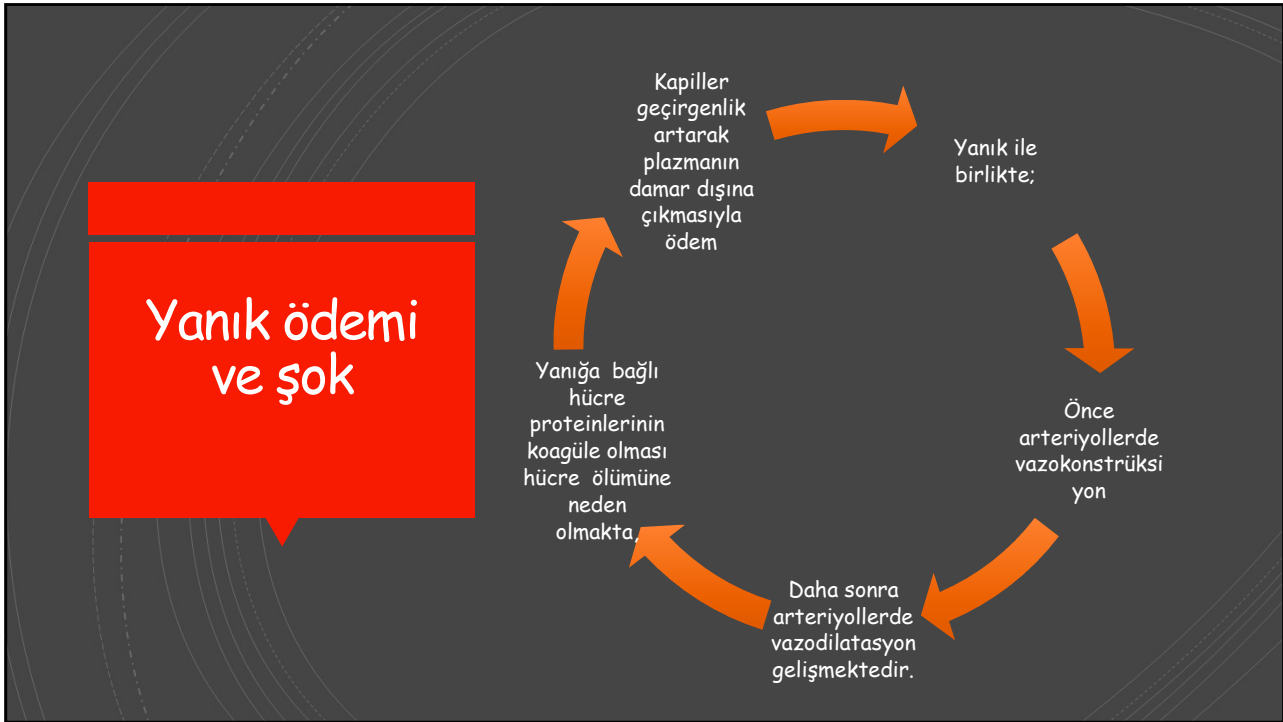 Yanık ödemi
ve şok
Yanık ile
birlikte;
Önce
arteriyollerde
vazokonstrüksi
yon
Daha sonra
arteriyollerde
vazodilatasyon
gelişmektedir.
Yanığa bağlı
hücre
proteinlerinin
koagüle olması
hücre ölümüne
neden
olmakta,
Kapiller
geçirgenlik
artarak
plazmanın
damar dışına
çıkmasıyla
ödem